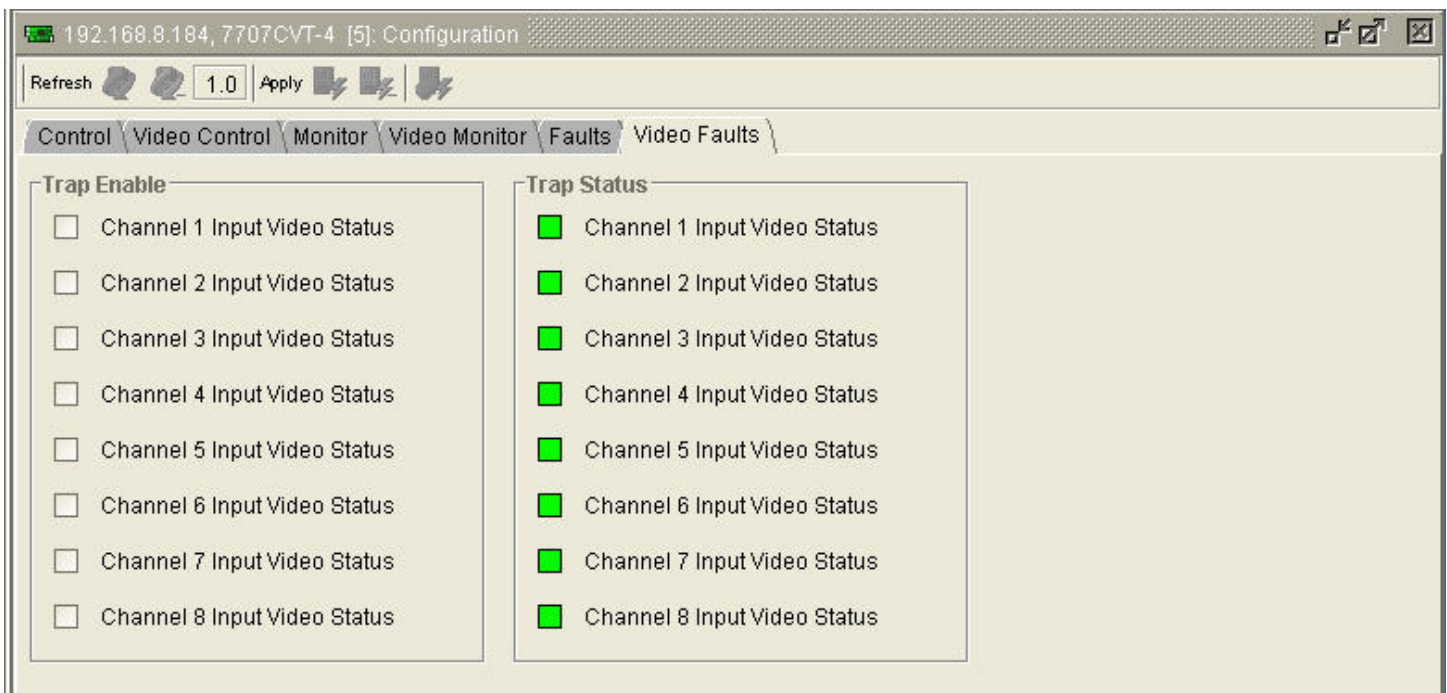 192.168.8.184, 7707CVT-4 [5]: Configuration
Refresh 1.0 Apply
Control Video Control Monitor Video Monitor Faults Video Faults
Trap Enable
Channel 1 Input Video Status
Channel 2 Input Video Status
Channel 3 Input Video Status
Channel 4 Input Video Status
Channel 5 Input Video Status
Channel 6 Input Video Status
Channel 7 Input Video Status
Channel 8 Input Video Status
Trap Status
Channel 1 Input Video Status
Channel 2 Input Video Status
Channel 3 Input Video Status
Channel 4 Input Video Status
Channel 5 Input Video Status
Channel 6 Input Video Status
Channel 7 Input Video Status
Channel 8 Input Video Status